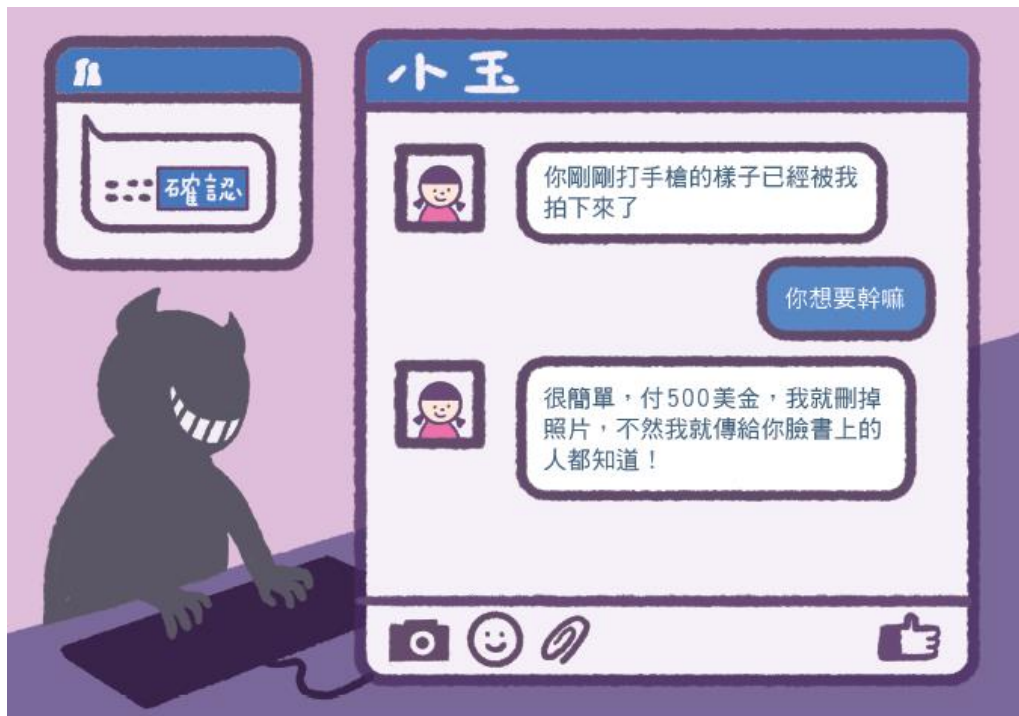 確認
小玉
你剛剛打手槍的樣子已經被我
拍下來了
你想要幹嘛
很簡單，付500美金，我就刪掉
照片，不然我就傳給你臉書上的
人都知道！